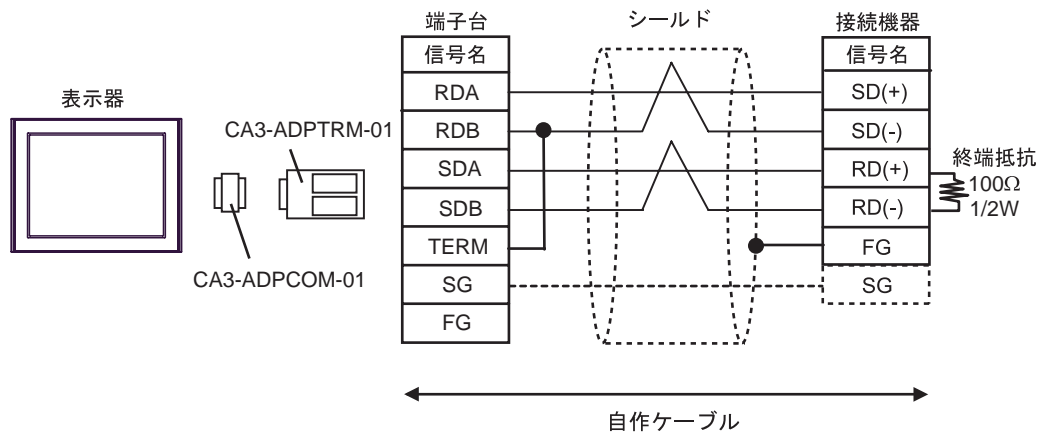 端子台
シールド
接続機器
信号名
信号名
表示器
RDA
SD(+)
CA3-ADPTRM-01
RDB
SD(-)
SDA
RD(+)
終端抵抗
100Ω
1/2W
SDB
RD(-)
TERM
FG
CA3-ADPCOM-01
SG
SG
FG
自作ケーブル